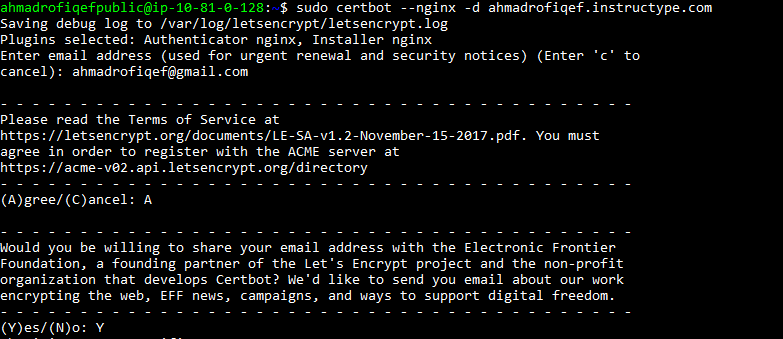 ahmadrofiqefpublic@ip-10-81-0-128:~$ sudo certbot --nginx -d ahmadrofiqef.instructype.com
Saving debug log to /var/log/letsencrypt/letsencrypt.log
Plugins selected: Authenticator nginx, Installer nginx
Enter email address (used for urgent renewal and security notices) (Enter 'c' to
cancel): ahmadrofiqef@gmail.com
- - - - - - - - - - - - - - - - - - - - - - - - - - - - - - - - - - - - - - - -
Please read the Terms of Service at
https://letsencrypt.org/documents/LE-SA-v1.2-November-15-2017.pdf. You must
agree in order to register with the ACME server at
https://acme-v02.api.letsencrypt.org/directory
- - - - - - - - - - - - - - - - - - - - - - - - - - - - - - - - - - - - - - - -
(A)gree/(C)ancel: A
- - - - - - - - - - - - - - - - - - - - - - - - - - - - - - - - - - - - - - - -
Would you be willing to share your email address with the Electronic Frontier
Foundation, a founding partner of the Let's Encrypt project and the non-profit
organization that develops Certbot? We'd like to send you email about our work
encrypting the web, EFF news, campaigns, and ways to support digital freedom.
- - - - - - - - - - - - - - - - - - - - - - - - - - - - - - - - - - - - - - - -
(Y)es/(N)o: Y